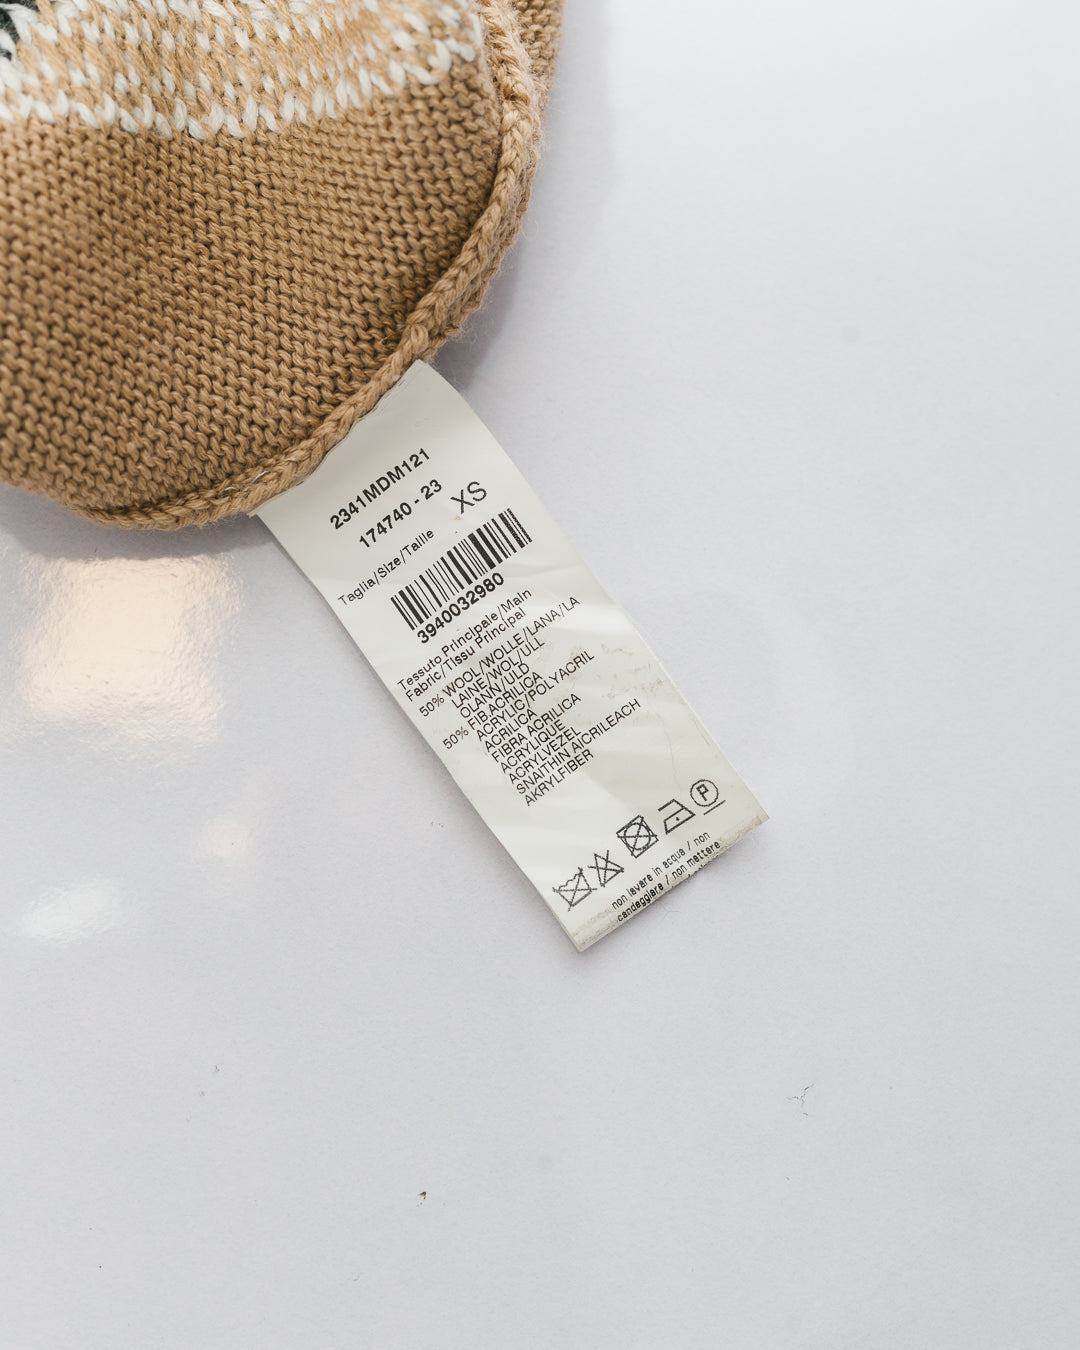 2341MDM121
174740 - 23
Taglia/Size/Taille XS
3940032980
Tessuto Principale/Main
Fabric/Tissu Principal
50% WOOL/WOLLE/LANA/LA
LAINE/WOL/ULL
OLANN/ULD
50% FIB.ACRILICA
ACRYLIC/POLYACRIL
ACRILICA
FIBRA ACRILICA
ACRYLIQUE
ACRYLVEZEL
SNAITHIN AICRILEACH
AKRYLFIBER
P
non lavare in acqua / non
candeggiare / non mettere